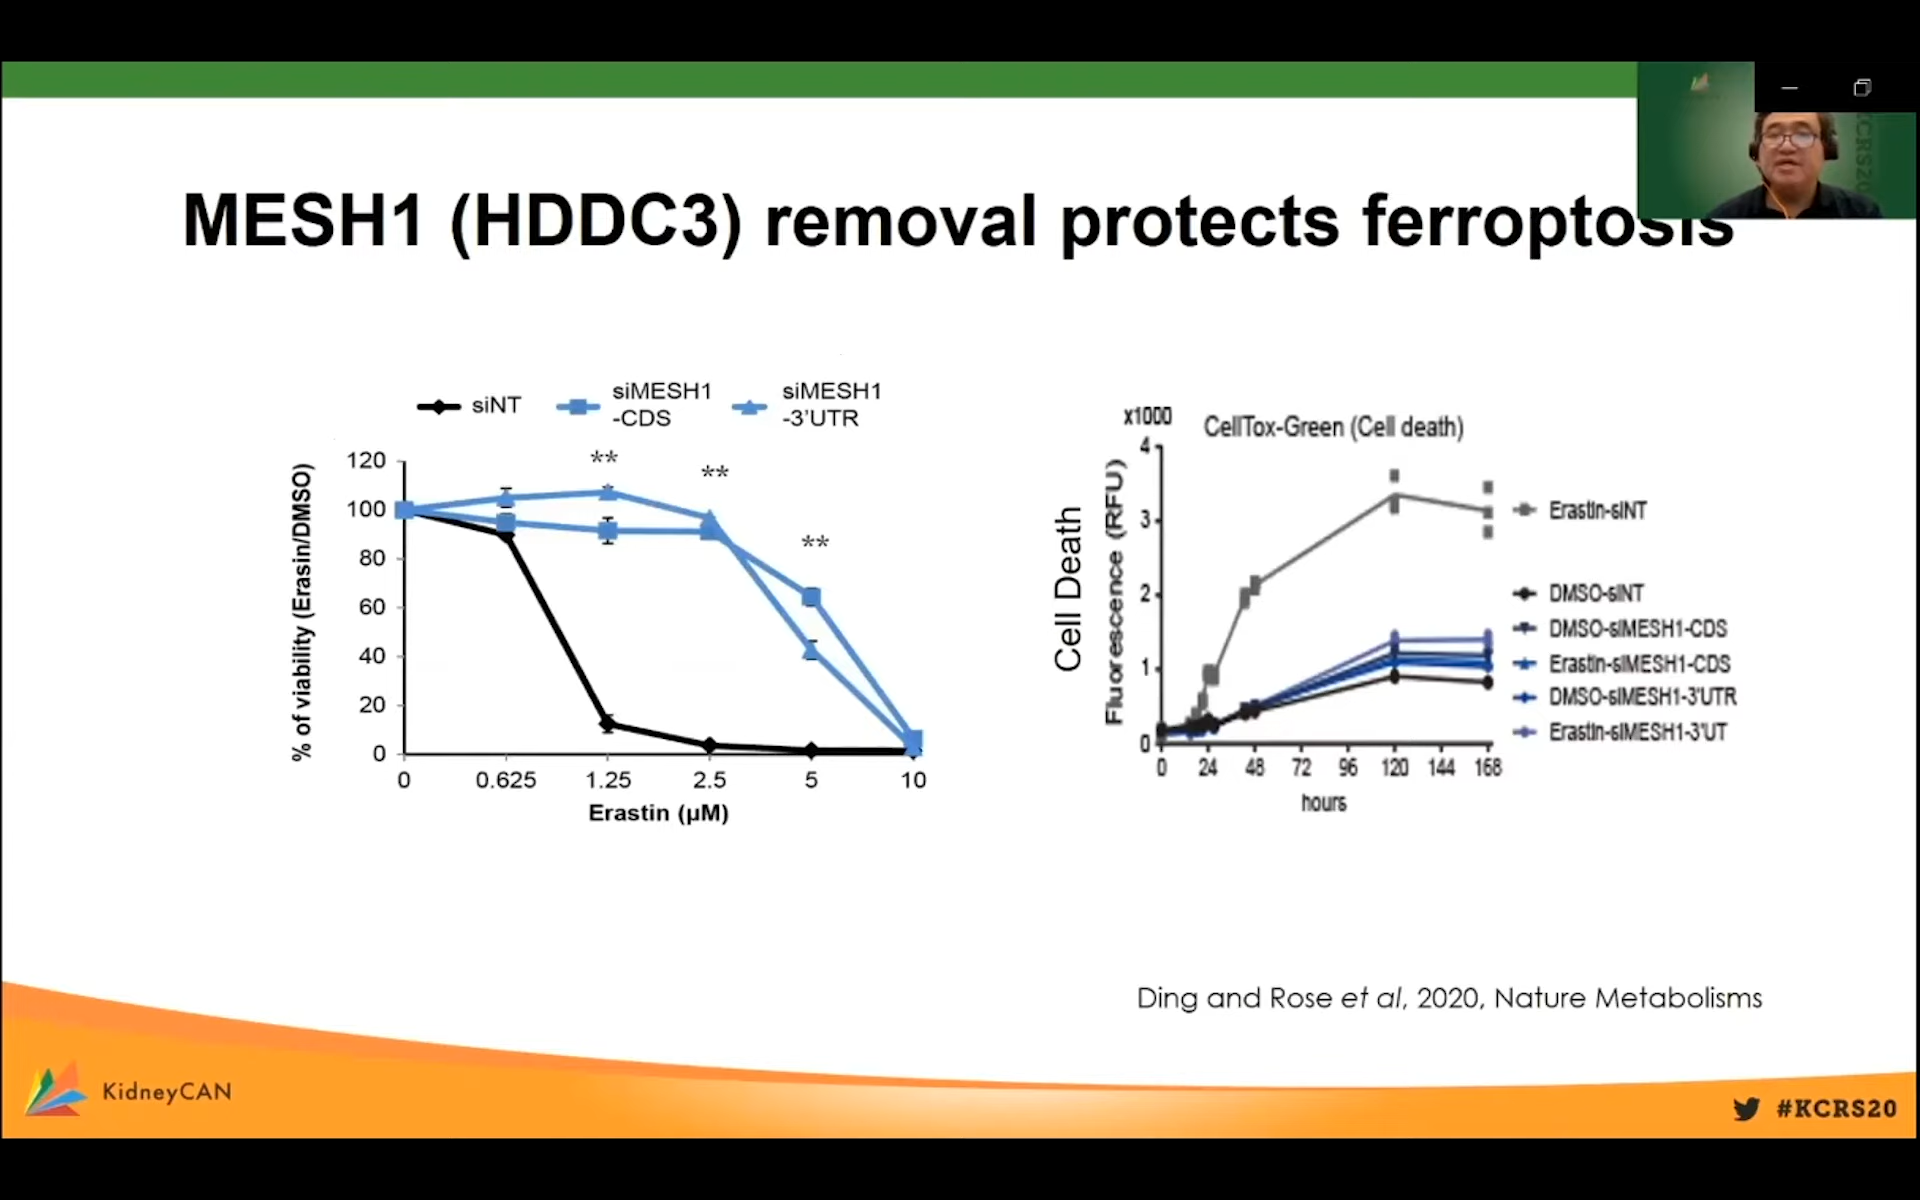 MESH1 (HDDC3) removal protects ferroptosis
siNT
siMESH1
-CDS
siMESH1
-3'UTR
**
**
**
% of viability (Erasin/DMSO)
120
100
80
60
40
20
0
0 0.625 1.25 2.5 5 10
Erastin (µM)
x1000
CellTox-Green (Cell death)
Cell Death
Fluorescence (RFU)
4
3
2
1
0
0 24 48 72 96 120 144 168
hours
Erastin-siNT
DMSO-siNT
DMSO-siMESH1-CDS
Erastin-siMESH1-CDS
DMSO-siMESH1-3'UTR
Erastin-siMESH1-3'UT
Ding and Rose et al, 2020, Nature Metabolisms
KidneyCAN
#KCRS20
KCRS20